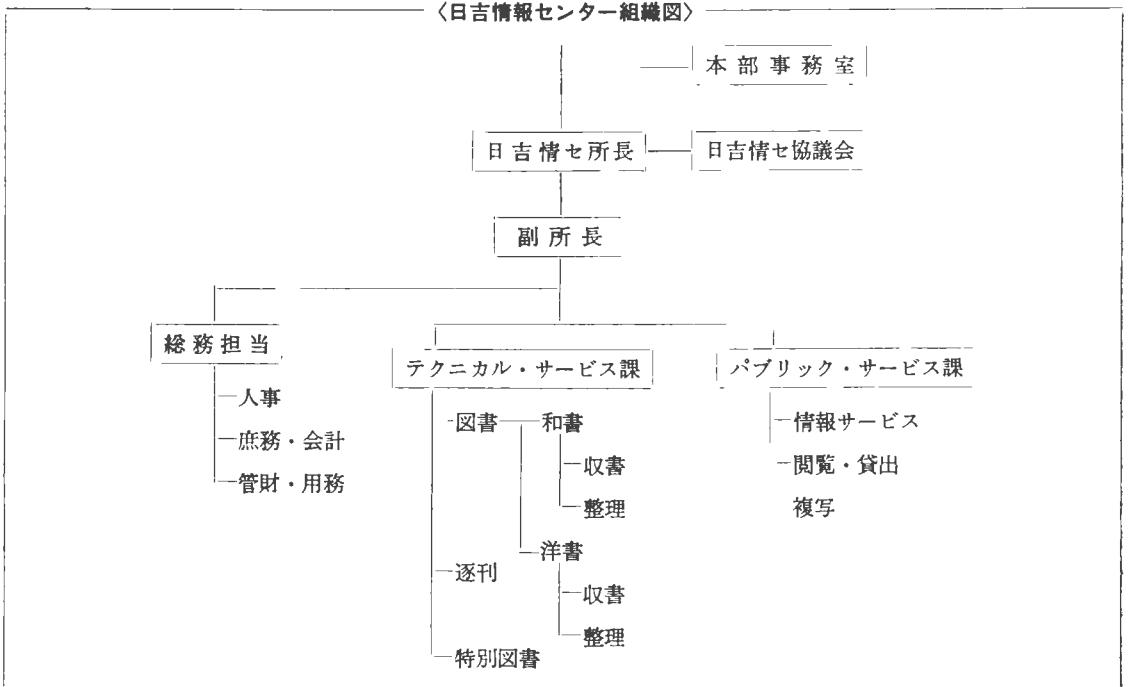 〈日吉情報センター組織図〉
本部事務室
日吉情セ所長
日吉情セ協議会
副所長
総務担当
人事
庶務・会計
管財・用務
テクニカル・サービス課
図書
和書
収書
整理
洋書
収書
整理
逐刊
特別図書
パブリック・サービス課
情報サービス
閲覧・貸出
複写